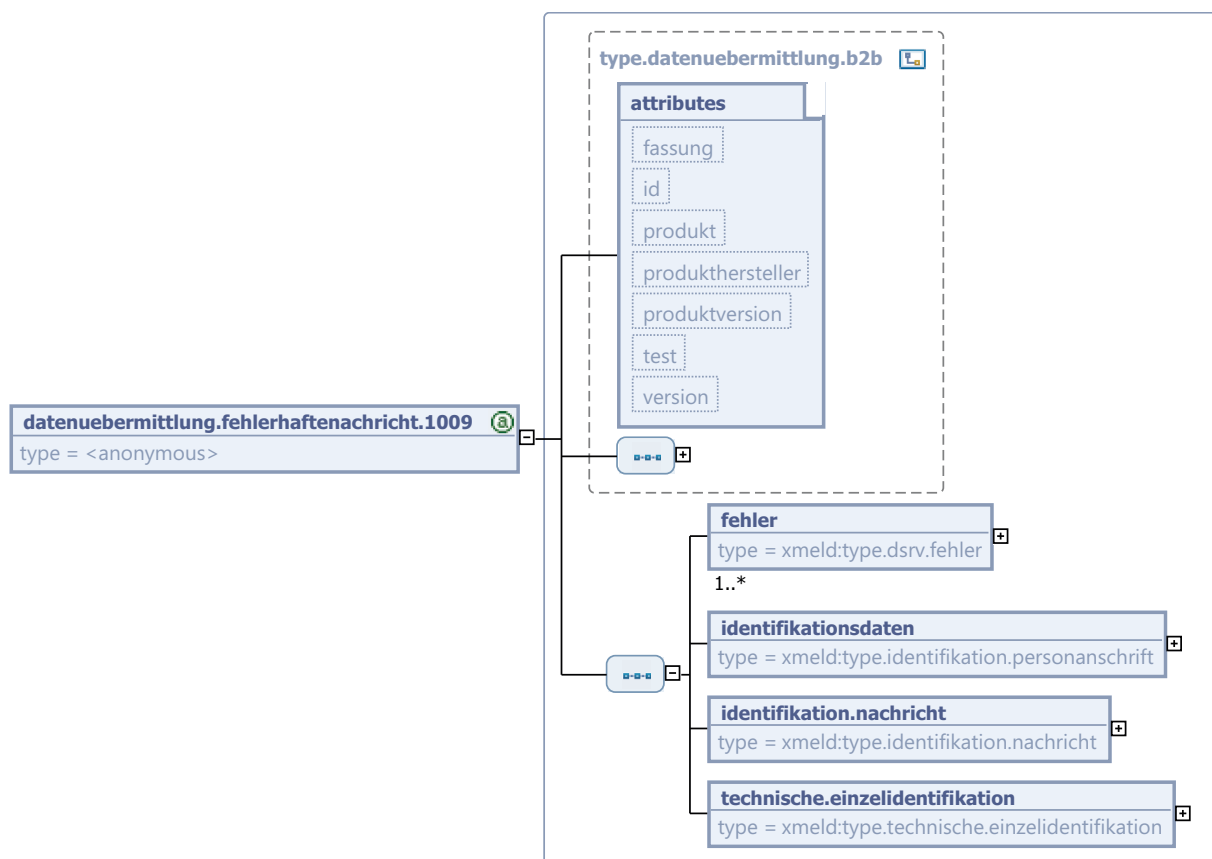 type.datenuebermittlung.b2b
attributes
fassung
id
produkt
produkthersteller
produktversion
test
version
datenuebermittlung.fehlerhaftenachricht.1009 @
type = <anonymous>
fehler
type = xmeld:type.dsrv.fehler
1..*
identifikationsdaten
type = xmeld:type.identifikation.personanschrift
identifikation.nachricht
type = xmeld:type.identifikation.nachricht
technische.einzelidentifikation
type = xmeld:type.technische.einzelidentifikation